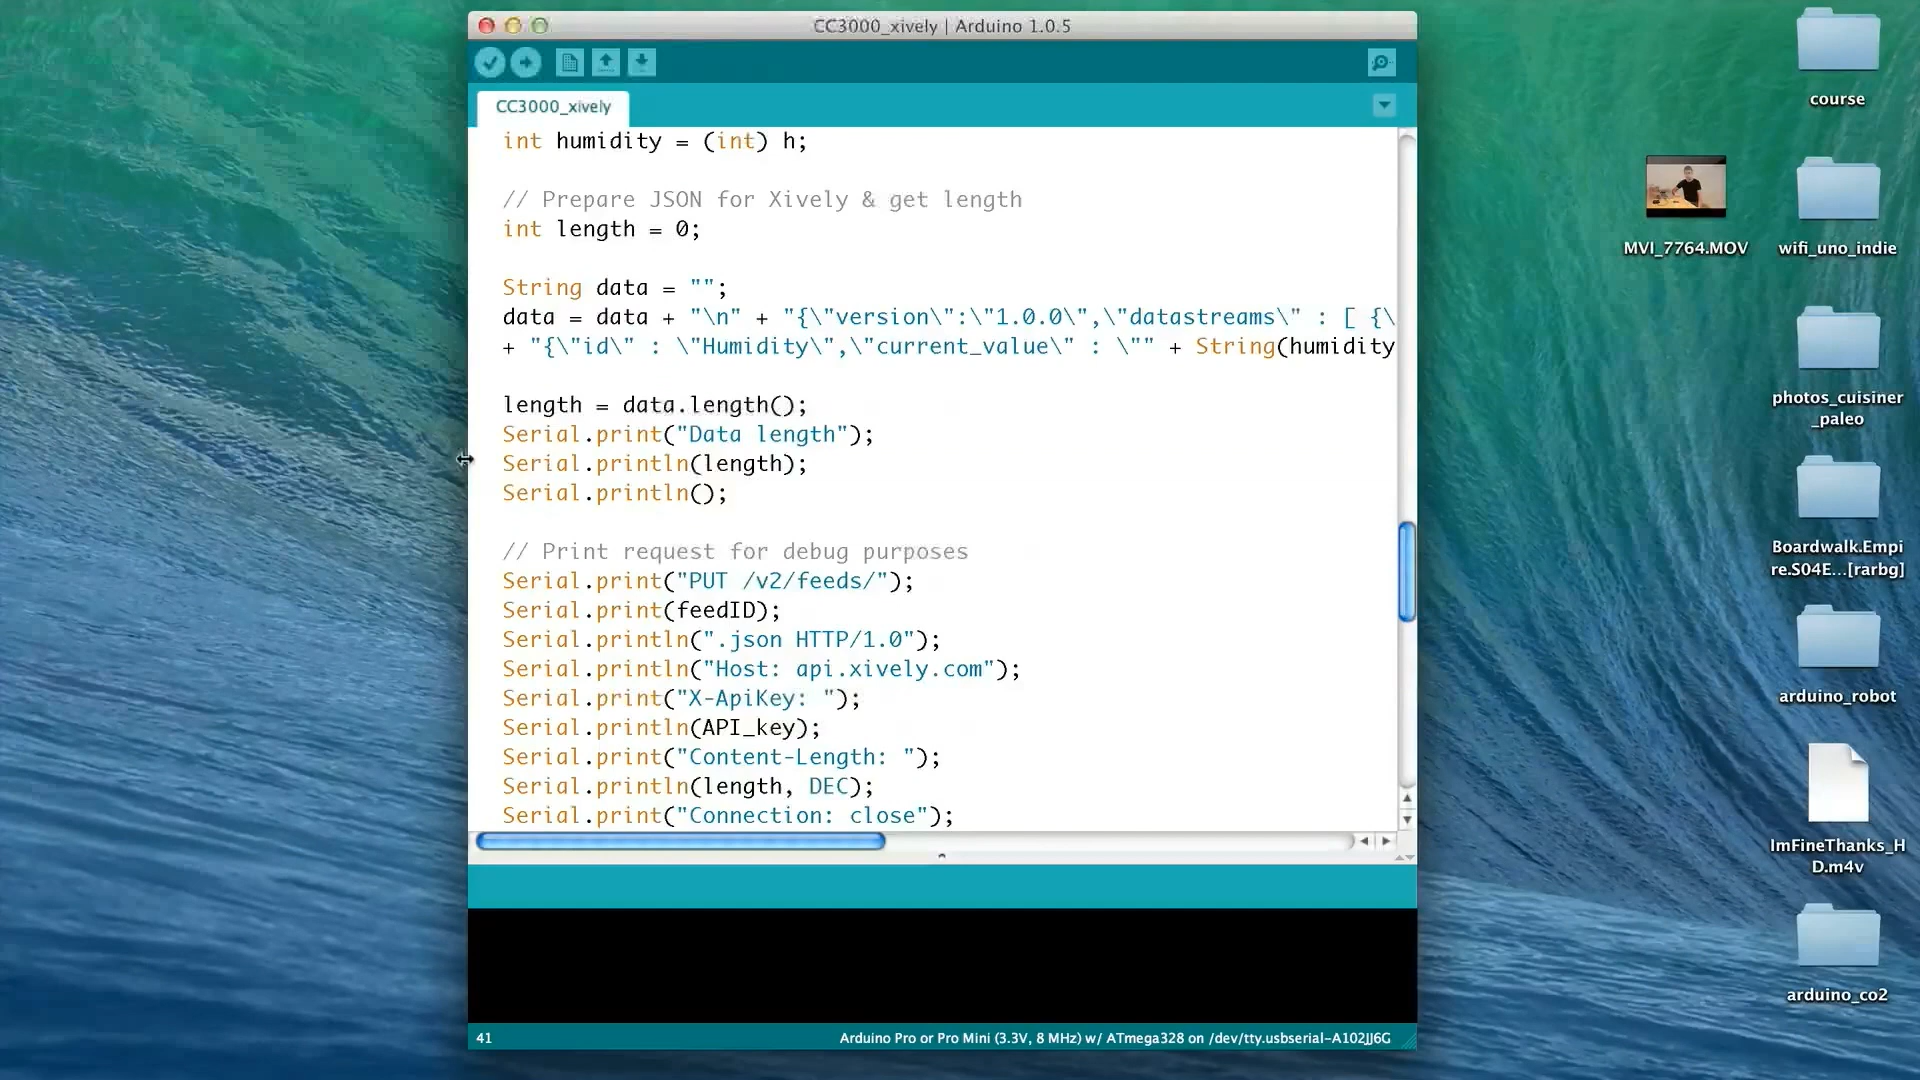 CC3000_xively | Arduino 1.0.5
CC3000_xively
int humidity = (int) h;
// Prepare JSON for Xively & get length
int length = 0;
String data = "";
data = data + "\n" + "{\"version\":\"1.0.0\",\"datastreams\" : [ {\
+ "{\"id\" : \"Humidity\",\"current_value\" : \"" + String(humidity
length = data.length();
Serial.print("Data length");
Serial.println(length);
Serial.println();
// Print request for debug purposes
Serial.print("PUT /v2/feeds/");
Serial.print(feedID);
Serial.println(".json HTTP/1.0");
Serial.println("Host: api.xively.com");
Serial.print("X-ApiKey: ");
Serial.println(API_key);
Serial.print("Content-Length: ");
Serial.println(length, DEC);
Serial.print("Connection: close");
41
Arduino Pro or Pro Mini (3.3V, 8 MHz) w/ ATmega328 on /dev/tty.usbserial-A102JJ6G
course
MVI_7764.MOV
wifi_uno_indie
photos_cuisiner
_paleo
Boardwalk.Empi
re.S04E...[rarbg]
arduino_robot
ImFineThanks_H
D.m4v
arduino_co2